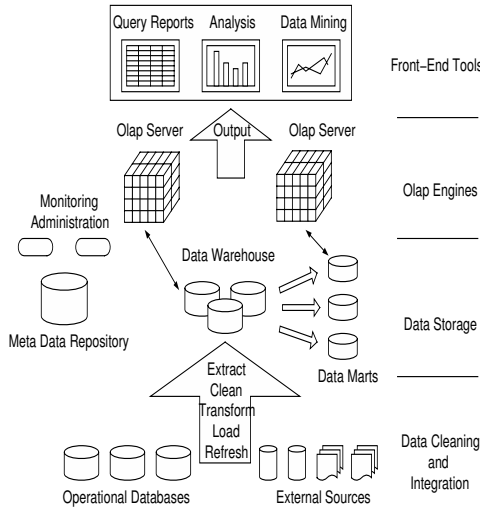 Query Reports
Analysis
Data Mining
Front-End Tools
Olap Server
Output
Olap Server
Olap Engines
Monitoring
Administration
Data Warehouse
Meta Data Repository
Data Marts
Data Storage
Extract
Clean
Transform
Load
Refresh
Data Cleaning
and
Integration
Operational Databases
External Sources